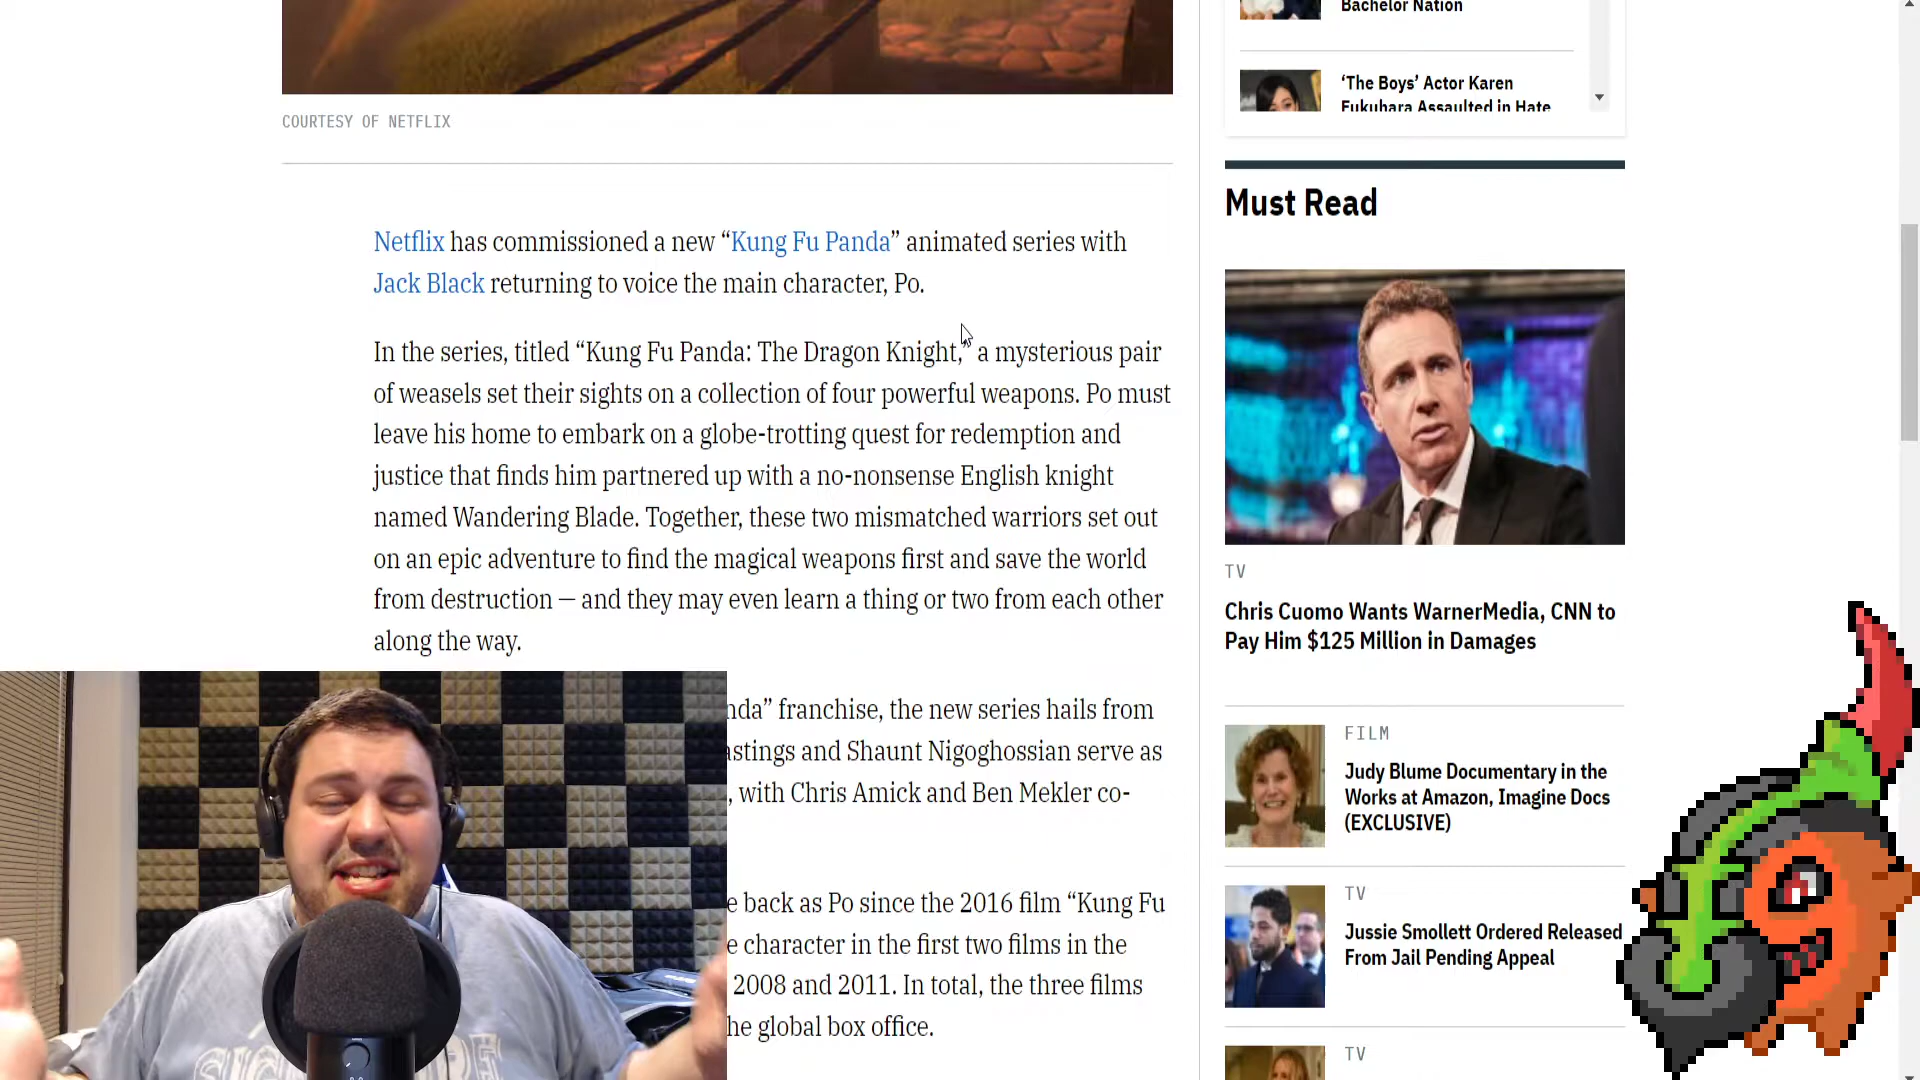 COURTESY OF NETFLIX
Netflix has commissioned a new “Kung Fu Panda” animated series with
Jack Black returning to voice the main character, Po.
In the series, titled “Kung Fu Panda: The Dragon Knight,” a mysterious pair
of weasels set their sights on a collection of four powerful weapons. Po must
leave his home to embark on a globe-trotting quest for redemption and
justice that finds him partnered up with a no-nonsense English knight
named Wandering Blade. Together, these two mismatched warriors set out
on an epic adventure to find the magical weapons first and save the world
from destruction — and they may even learn a thing or two from each other
along the way.
nda” franchise, the new series hails from
astings and Shaunt Nigoghossian serve as
, with Chris Amick and Ben Mekler co-
e back as Po since the 2016 film “Kung Fu
e character in the first two films in the
2008 and 2011. In total, the three films
he global box office.
Bachelor Nation
‘The Boys’ Actor Karen
Fukuhara Assaulted in Hate
Must Read
TV
Chris Cuomo Wants WarnerMedia, CNN to
Pay Him $125 Million in Damages
FILM
Judy Blume Documentary in the
Works at Amazon, Imagine Docs
(EXCLUSIVE)
TV
Jussie Smollett Ordered Released
From Jail Pending Appeal
TV